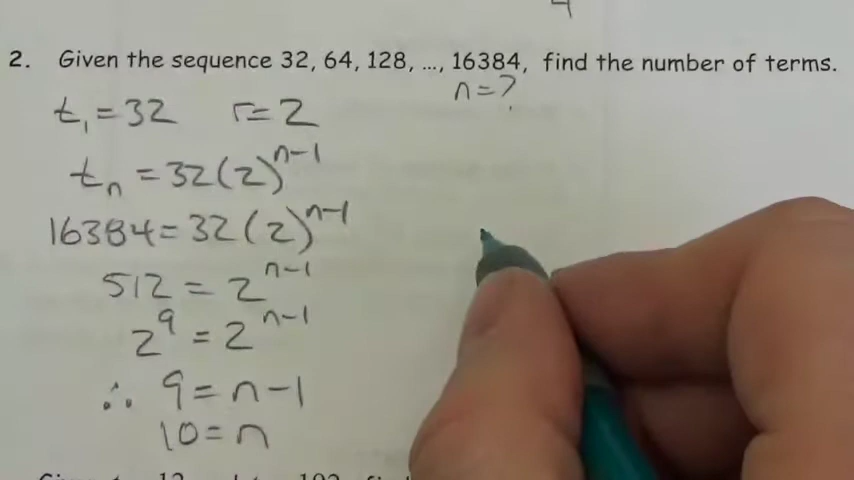 2. Given the sequence 32, 64, 128, ..., 16384, find the number of terms.
n=?
t₁ = 32 r=2
tₙ = 32(2)ⁿ⁻¹
16384 = 32(2)ⁿ⁻¹
512 = 2ⁿ⁻¹
2⁹ = 2ⁿ⁻¹
∴ 9 = n-1
10 = n